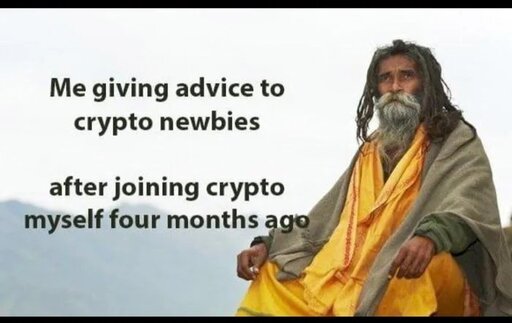 Me giving advice to
crypto newbies
after joining crypto
myself four months ago